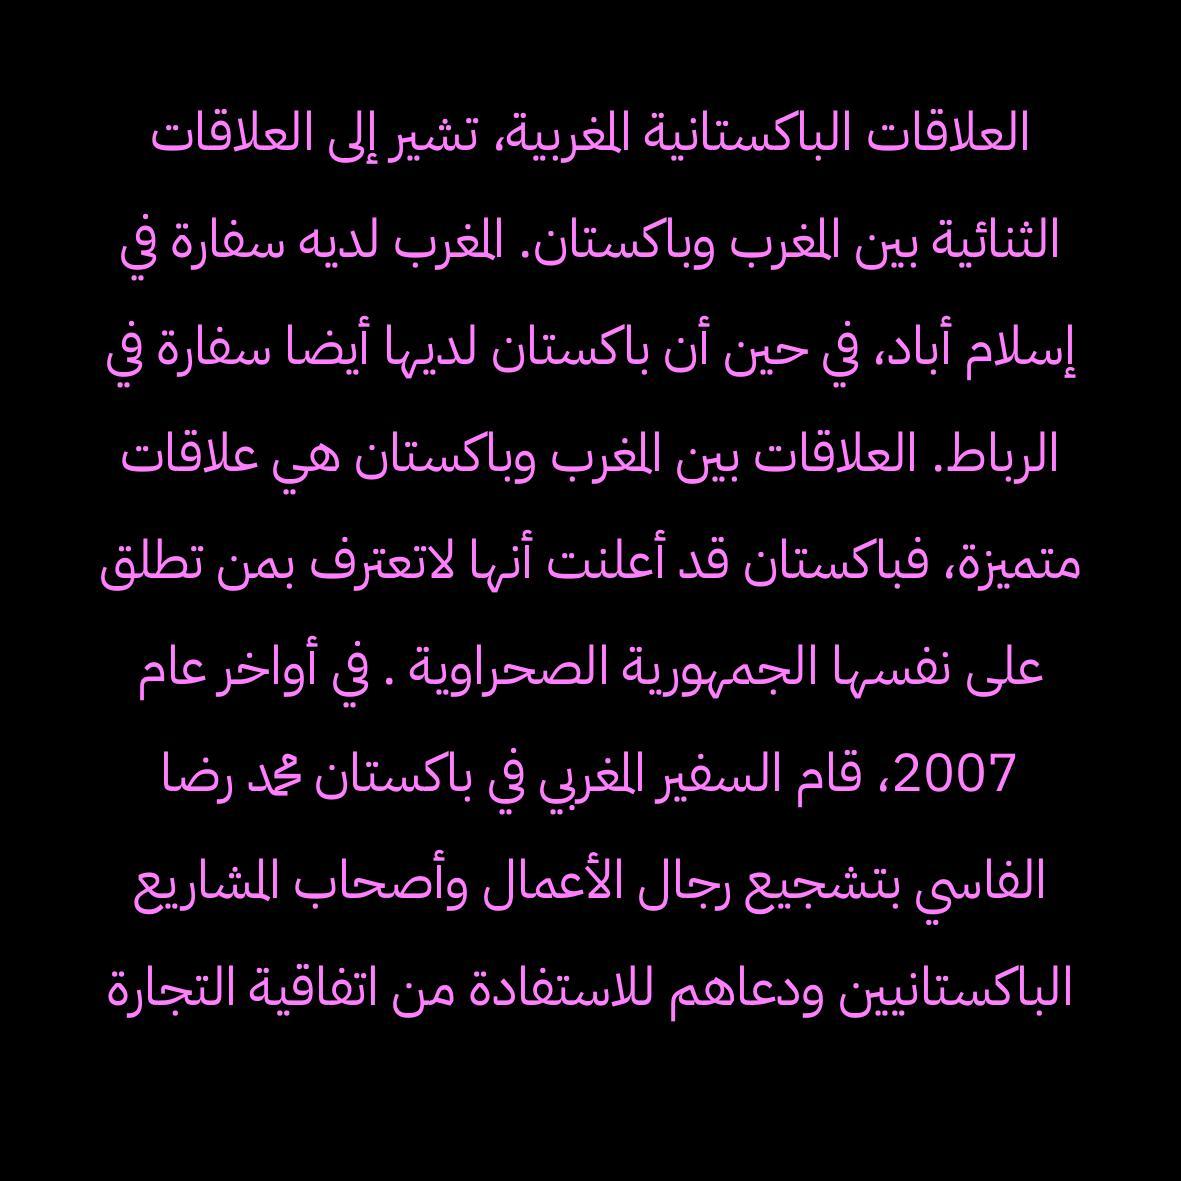 العلاقات الباكستانية المغربية، تشير إلى العلاقات
الثنائية بين المغرب وباكستان. المغرب لديه سفارة في
إسلام أباد، في حين أن باكستان لديها أيضا سفارة في
الرباط. العلاقات بين المغرب وباكستان هي علاقات
متميزة، فباكستان قد أعلنت أنها لاتعترف بمن تطلق
على نفسها الجمهورية الصحراوية . في أواخر عام
2007، قام السفير المغربي في باكستان محمد رضا
الفاسي بتشجيع رجال الأعمال وأصحاب المشاريع
الباكستانيين ودعاهم للاستفادة من اتفاقية التجارة